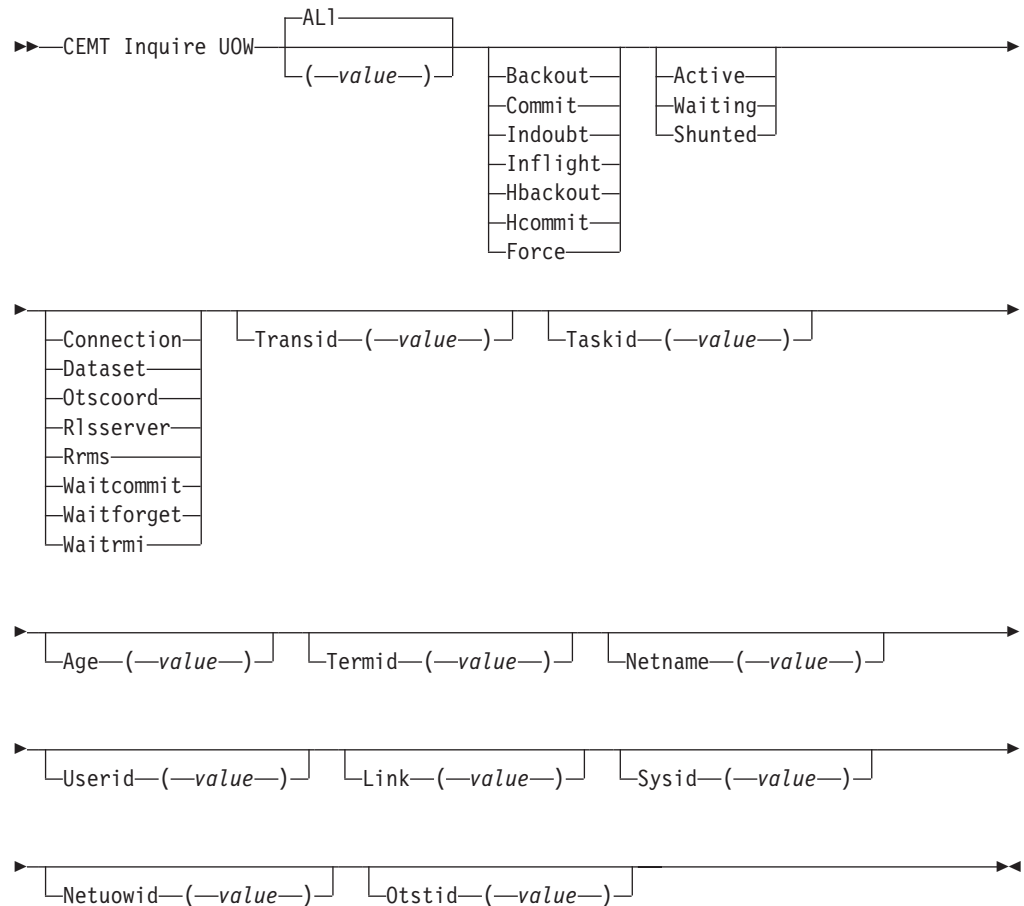 ALl
CEMT Inquire UOW
(value)
Backout
Commit
Indoubt
Inflight
Hbackout
Hcommit
Force
Active
Waiting
Shunted
Connection
Dataset
Otscoord
Rlsserver
Rrms
Waitcommit
Waitforget
Waitrmi
Transid (value)
Taskid (value)
Age (value)
Termid (value)
Netname (value)
Userid (value)
Link (value)
Sysid (value)
Netuowid (value)
Otstid (value)